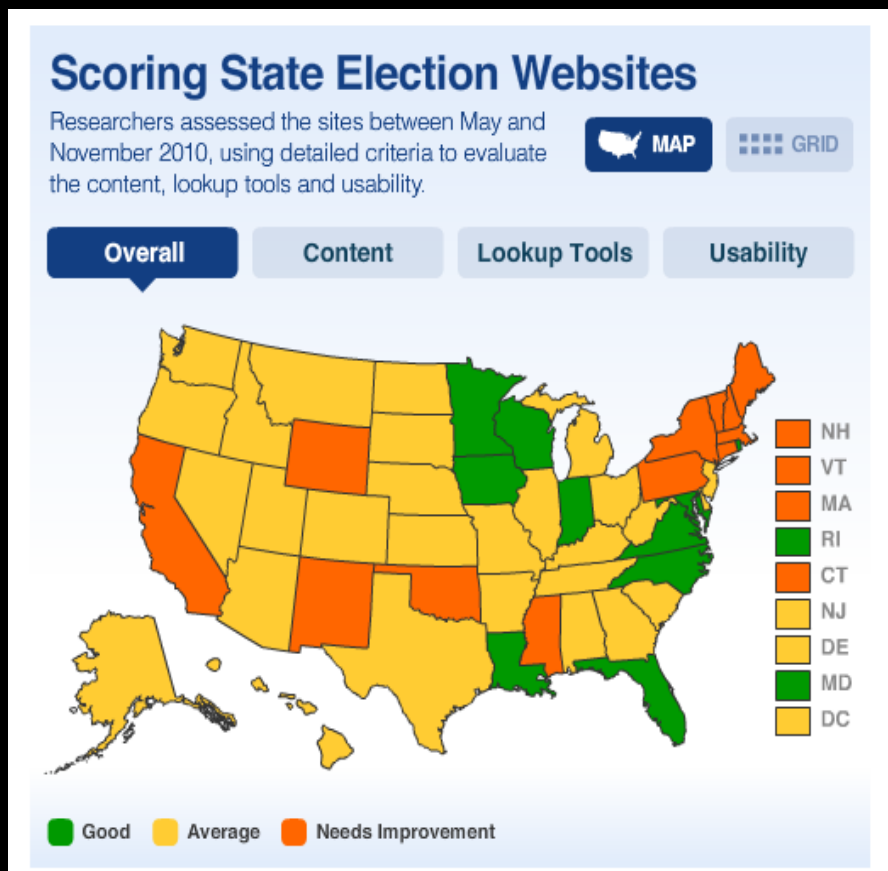 Scoring State Election Websites
Researchers assessed the sites between May and
November 2010, using detailed criteria to evaluate
the content, lookup tools and usability.
MAP
GRID
Overall
Content
Lookup Tools
Usability
NH
VT
MA
RI
CT
NJ
DE
MD
DC
Good
Average
Needs Improvement